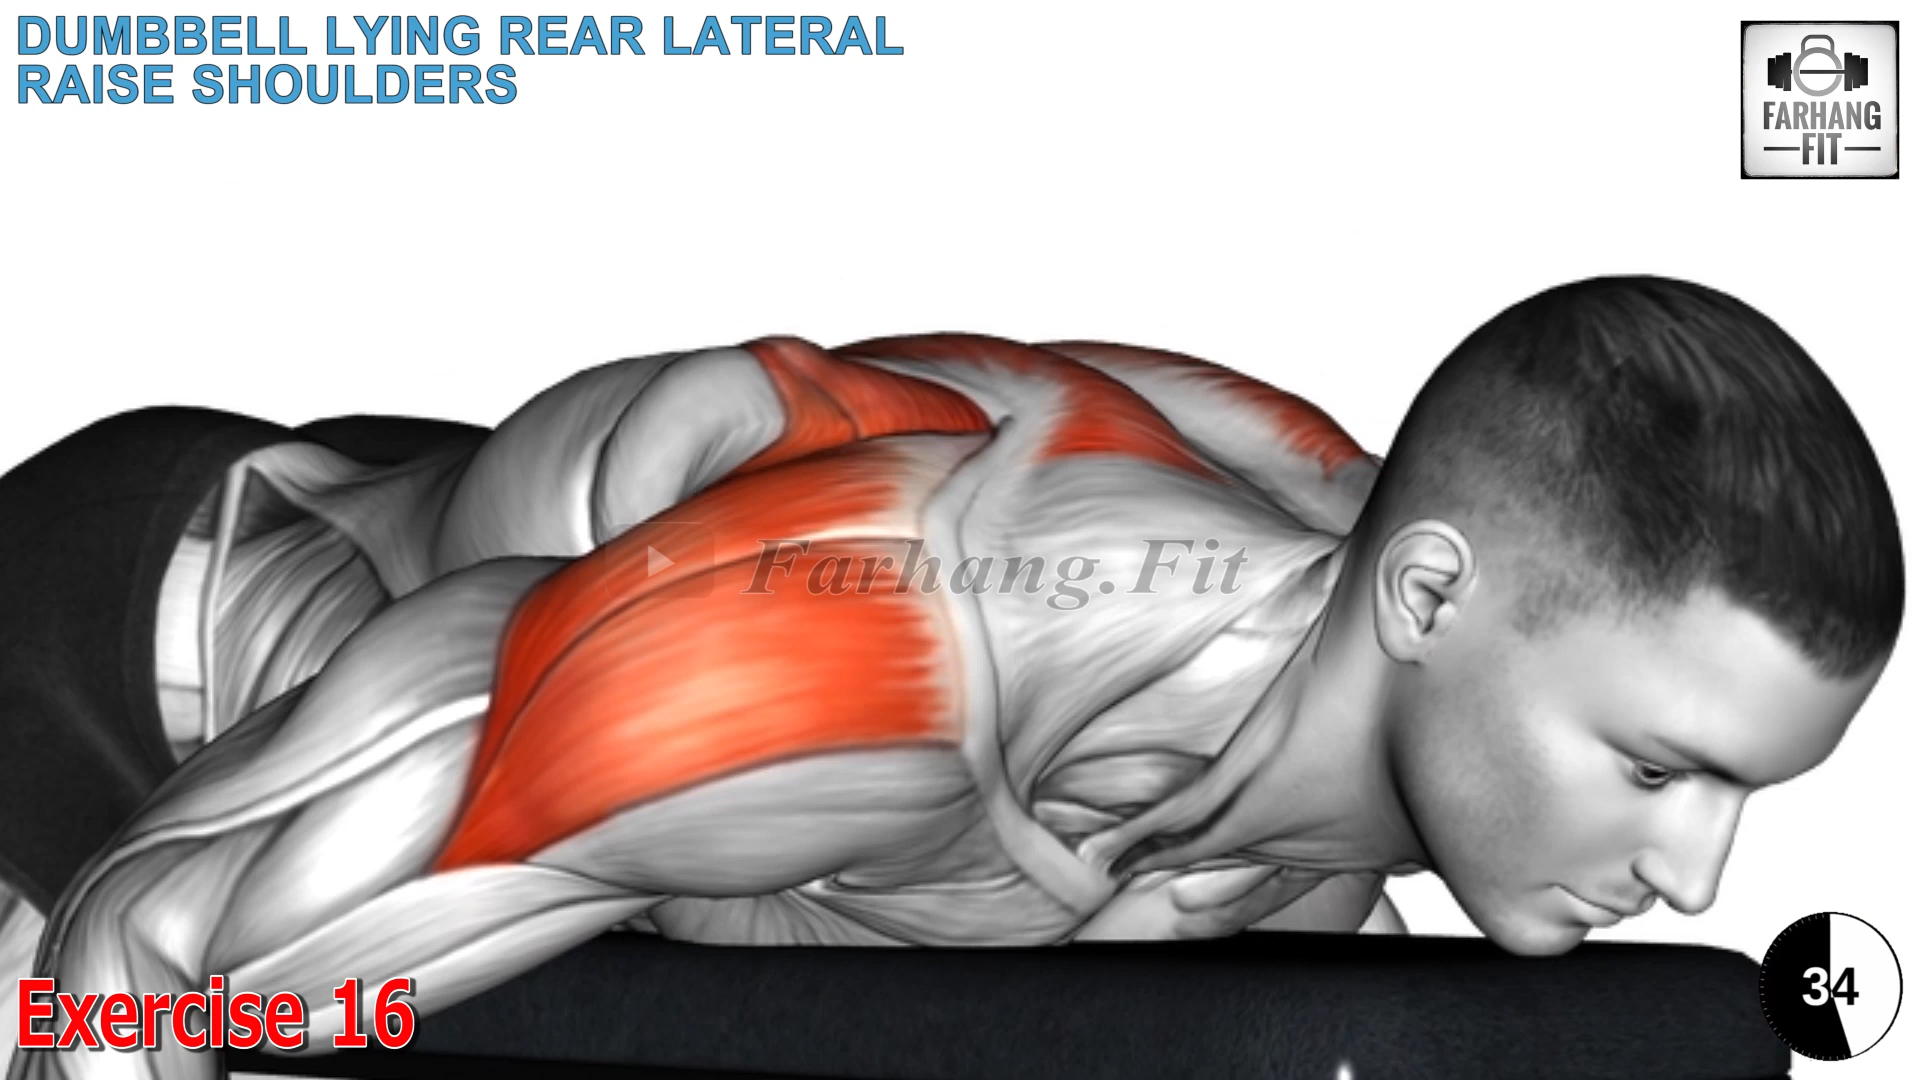 DUMBBELL LYING REAR LATERAL
RAISE SHOULDERS
FARHANG
FIT
Farhang.Fit
Exercise 16
34